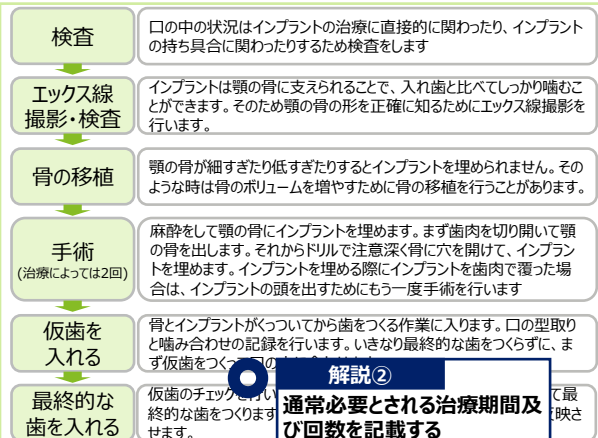 検査
口の中の状況はインプラントの治療に直接的に関わったり、インプラント
の持ち具合に関わったりするため検査をします
エックス線
撮影・検査
インプラントは顎の骨に支えられることで、入れ歯と比べてしっかり噛むこ
とができます。そのため顎の骨の形を正確に知るためにエックス線撮影を
行います。
骨の移植
顎の骨が細すぎたり低すぎたりするとインプラントを埋められません。その
ような時は骨のボリュームを増やすために骨の移植を行うことがあります。
手術
(治療によっては2回)
麻酔をして顎の骨にインプラントを埋めます。まず歯肉を切り開いて顎
の骨を出します。それからドリルで注意深く骨に穴を開けて、インプラン
トを埋めます。インプラントを埋める際にインプラントを歯肉で覆った場
合は、インプラントの頭を出すためにもう一度手術を行います
仮歯を
入れる
骨とインプラントがくっついてから歯をつくる作業に入ります。口の型取り
と噛み合わせの記録を行います。いきなり最終的な歯をつくらずに、ま
ず仮歯をつくって口の
最終的な
歯を入れる
仮歯のチェックを行い て最
終的な歯をつくります 反映さ
せます。
解説②
通常必要とされる治療期間及
び回数を記載する